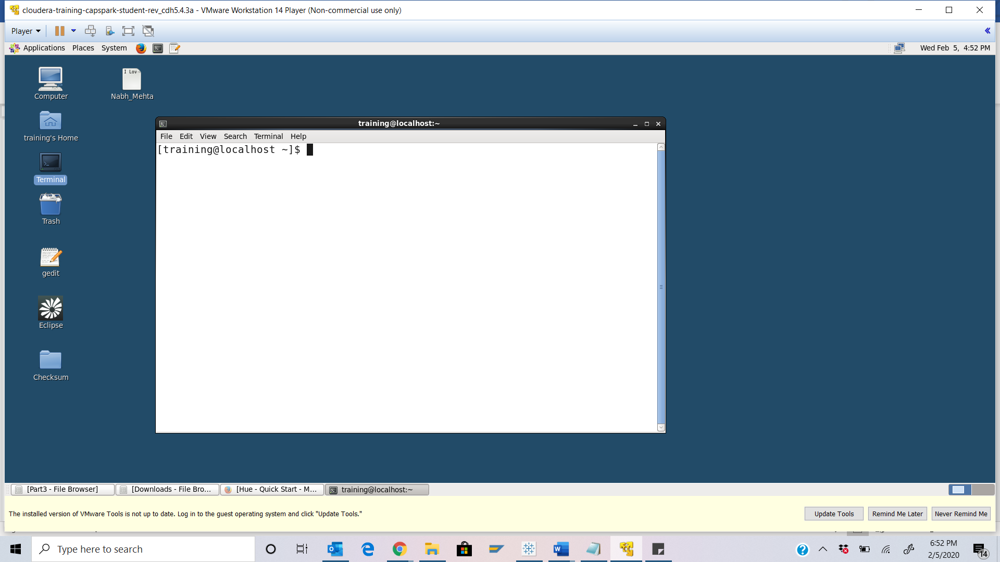 cloudera-training-capspark-student-rev_cdh5.4.3a - VMware Workstation 14 Player (Non-commercial use only)
Player
Applications Places System Wed Feb 5, 4:52 PM
Computer
I Lov
Nabh_Mehta
training's Home
Terminal
Trash
gedit
Eclipse
Checksum
training@localhost:~
File Edit View Search Terminal Help
[training@localhost ~]$
[Part3 - File Browser] [Downloads - File Bro... [Hue - Quick Start - M... training@localhost:~
The installed version of VMware Tools is not up to date. Log in to the guest operating system and click "Update Tools."
Update Tools Remind Me Later Never Remind Me
Type here to search
6:52 PM
2/5/2020
14